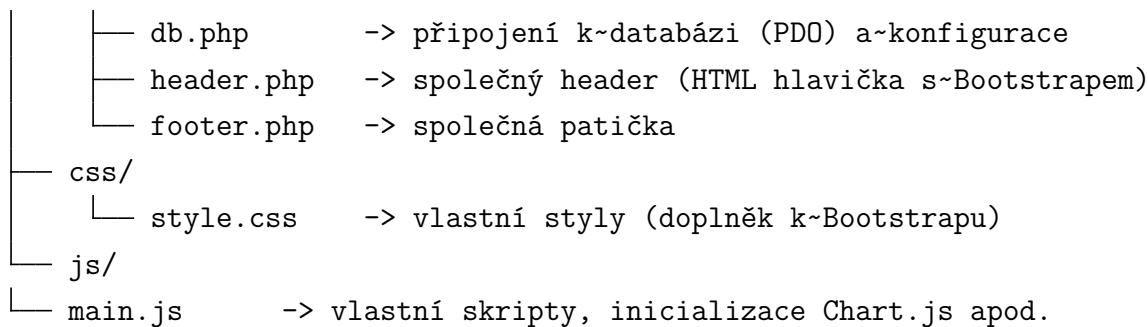 │   ├── db.php -> připojení k~databázi (PDO) a~konfigurace
│   ├── header.php -> společný header (HTML hlavička s~Bootstrapem)
│   └── footer.php -> společná patička
├── css/
│   └── style.css -> vlastní styly (doplněk k~Bootstrapu)
└── js/
└── main.js -> vlastní skripty, inicializace Chart.js apod.